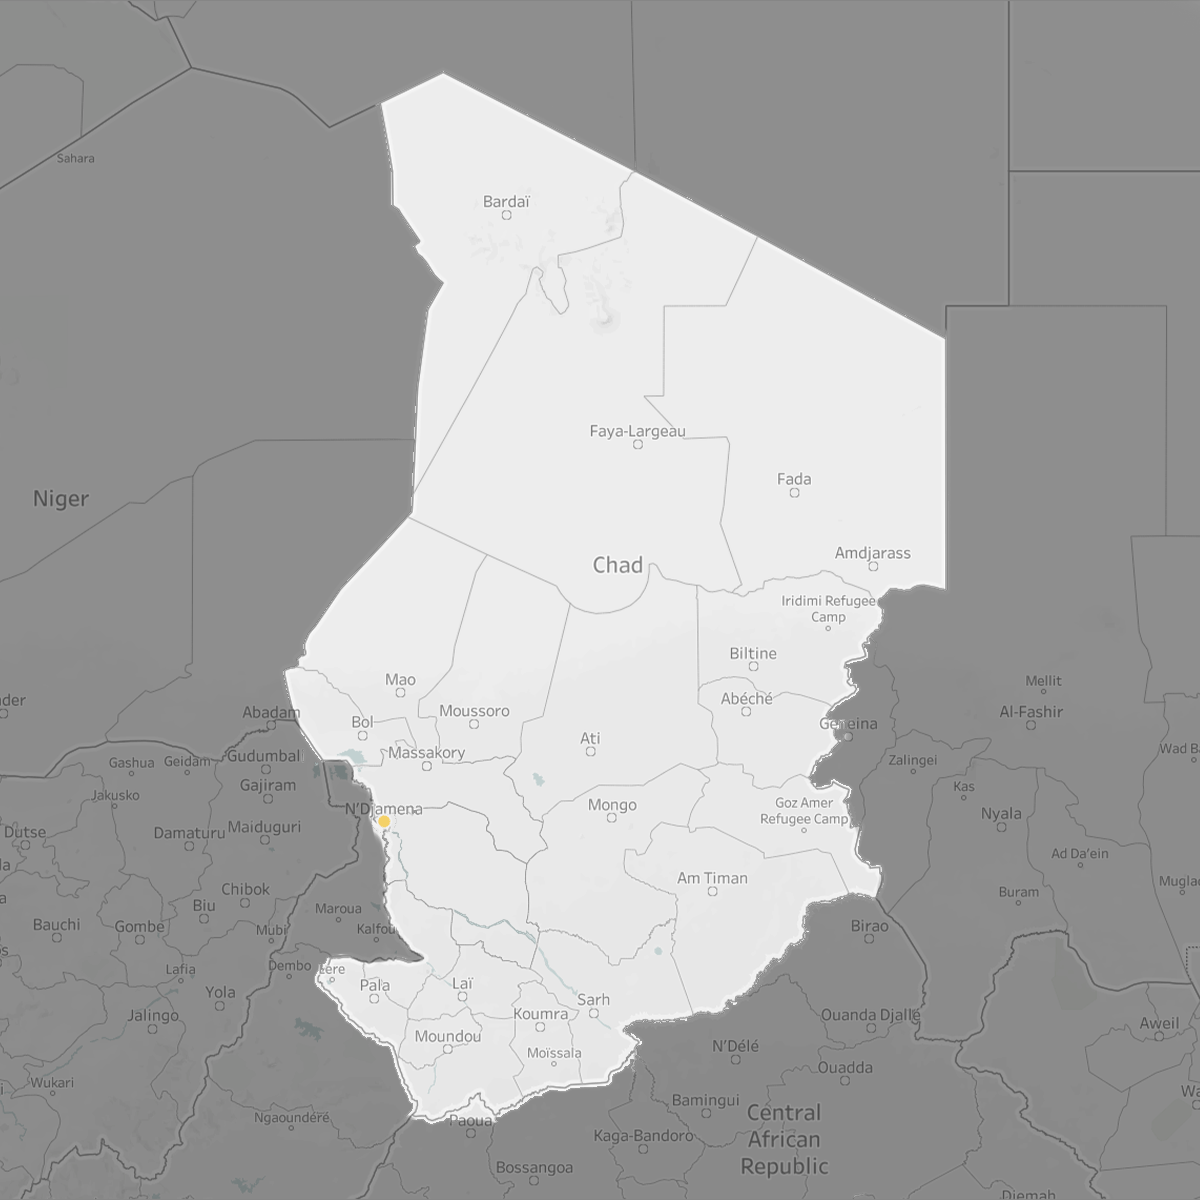 Sahara
Bardaï
Faya-Largeau
Niger
Fada
Amdjarass
Chad
Iridimi Refugee
Camp
Biltine
Mao
Mellit
Abéché
Abadam
Moussoro
Al-Fashir
Bol
Geneina
Ati
Gudumbal
Massakory
Gashua
Geidam
Zalingei
Gajiram
Kas
Jakusko
N'Djamena
Mongo
Goz Amer
Refugee Camp
Nyala
Dutse
Damaturu
Maiduguri
Ad Da'ein
Am Timan
Chibok
Buram
Biu
Maroua
Bauchi
Gombe
Mubi
Kalfou
Birao
Lafia
Dembo
Léré
Pala
Laï
Yola
Sarh
Jalingo
Koumra
Ouanda Djallé
Aweil
Moundou
N'Délé
Moïssala
Ouadda
Wukari
Bamingui
Ngaoundéré
Paoua
Central
African
Republic
Kaga-Bandoro
Bossangoa